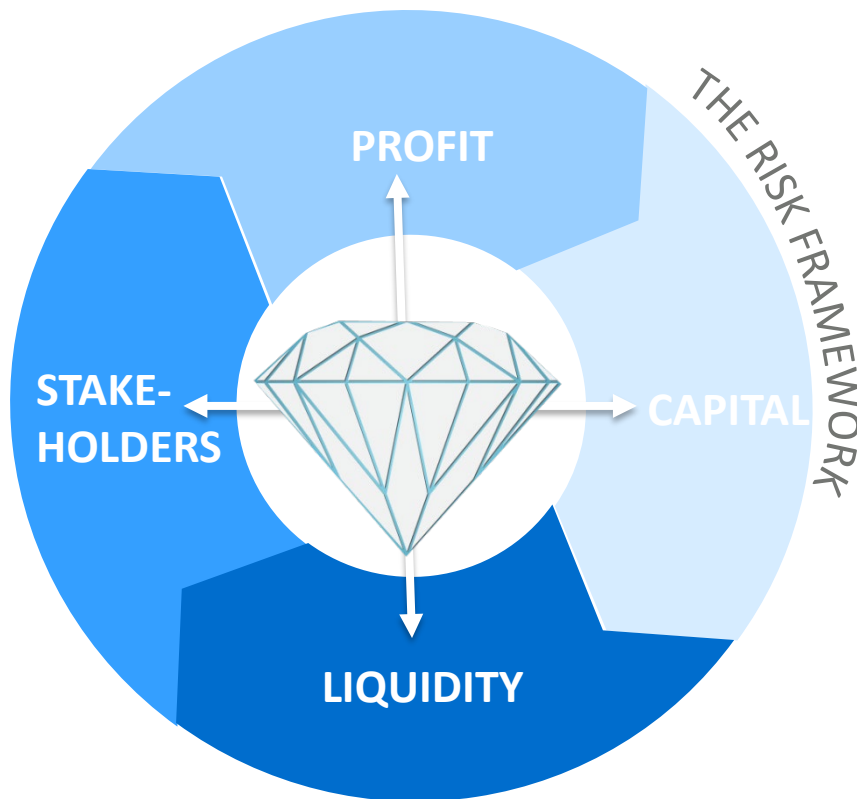 PROFIT
THE RISK FRAMEWORK
STAKE-
HOLDERS
CAPITAL
LIQUIDITY